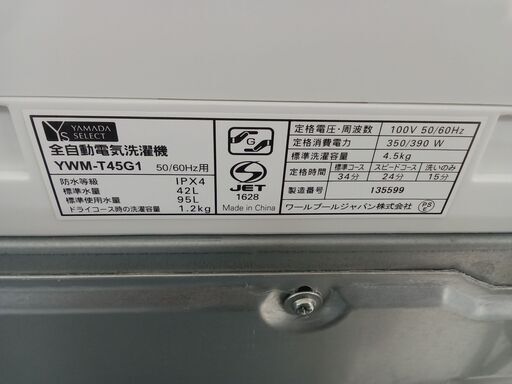 YS YAMADA SELECT
全自動電気洗濯機
YWM-T45G1 50/60Hz用
防水等級 IPX4
標準水量 42L
標準使用水量 95L
ドライコース時の洗濯容量 1.2kg
G
S
JET
1628
Made in China
定格電圧・周波数 100V 50/60Hz
定格消費電力 350/390 W
標準洗濯容量 4.5kg
定格時間 標準コース スピードコース 洗いのみ
34分 24分 15分
製造番号 I35599
ワールプールジャパン株式会社 PS E